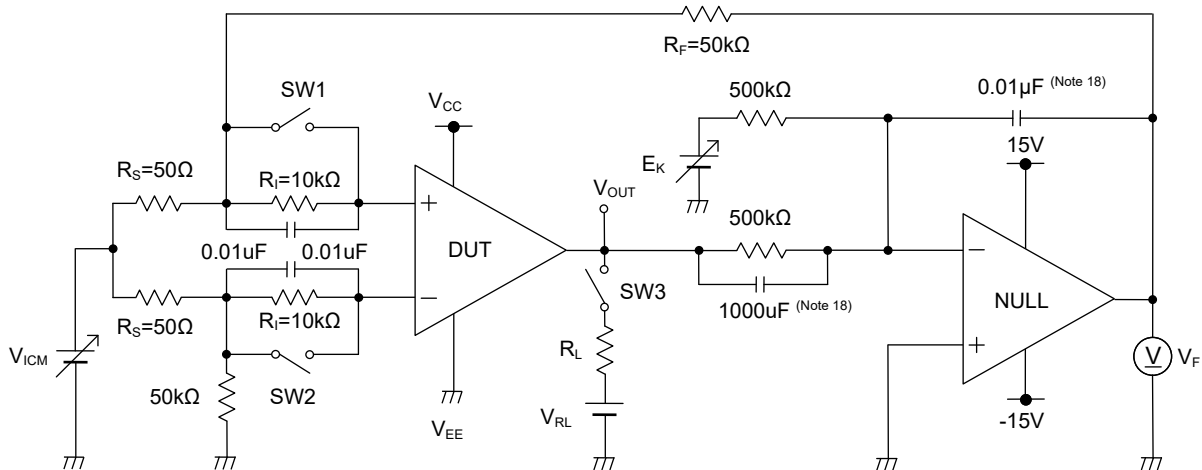 R_F=50kΩ
SW1
V_CC
500kΩ
0.01µF (Note 18)
15V
R_S=50Ω
R_I=10kΩ
E_K
V_OUT
+
500kΩ
0.01uF
0.01uF
DUT
−
−
SW3
1000uF (Note 18)
NULL
R_S=50Ω
R_I=10kΩ
V_ICM
R_L
+
V
V_F
50kΩ
SW2
V_EE
V_RL
-15V